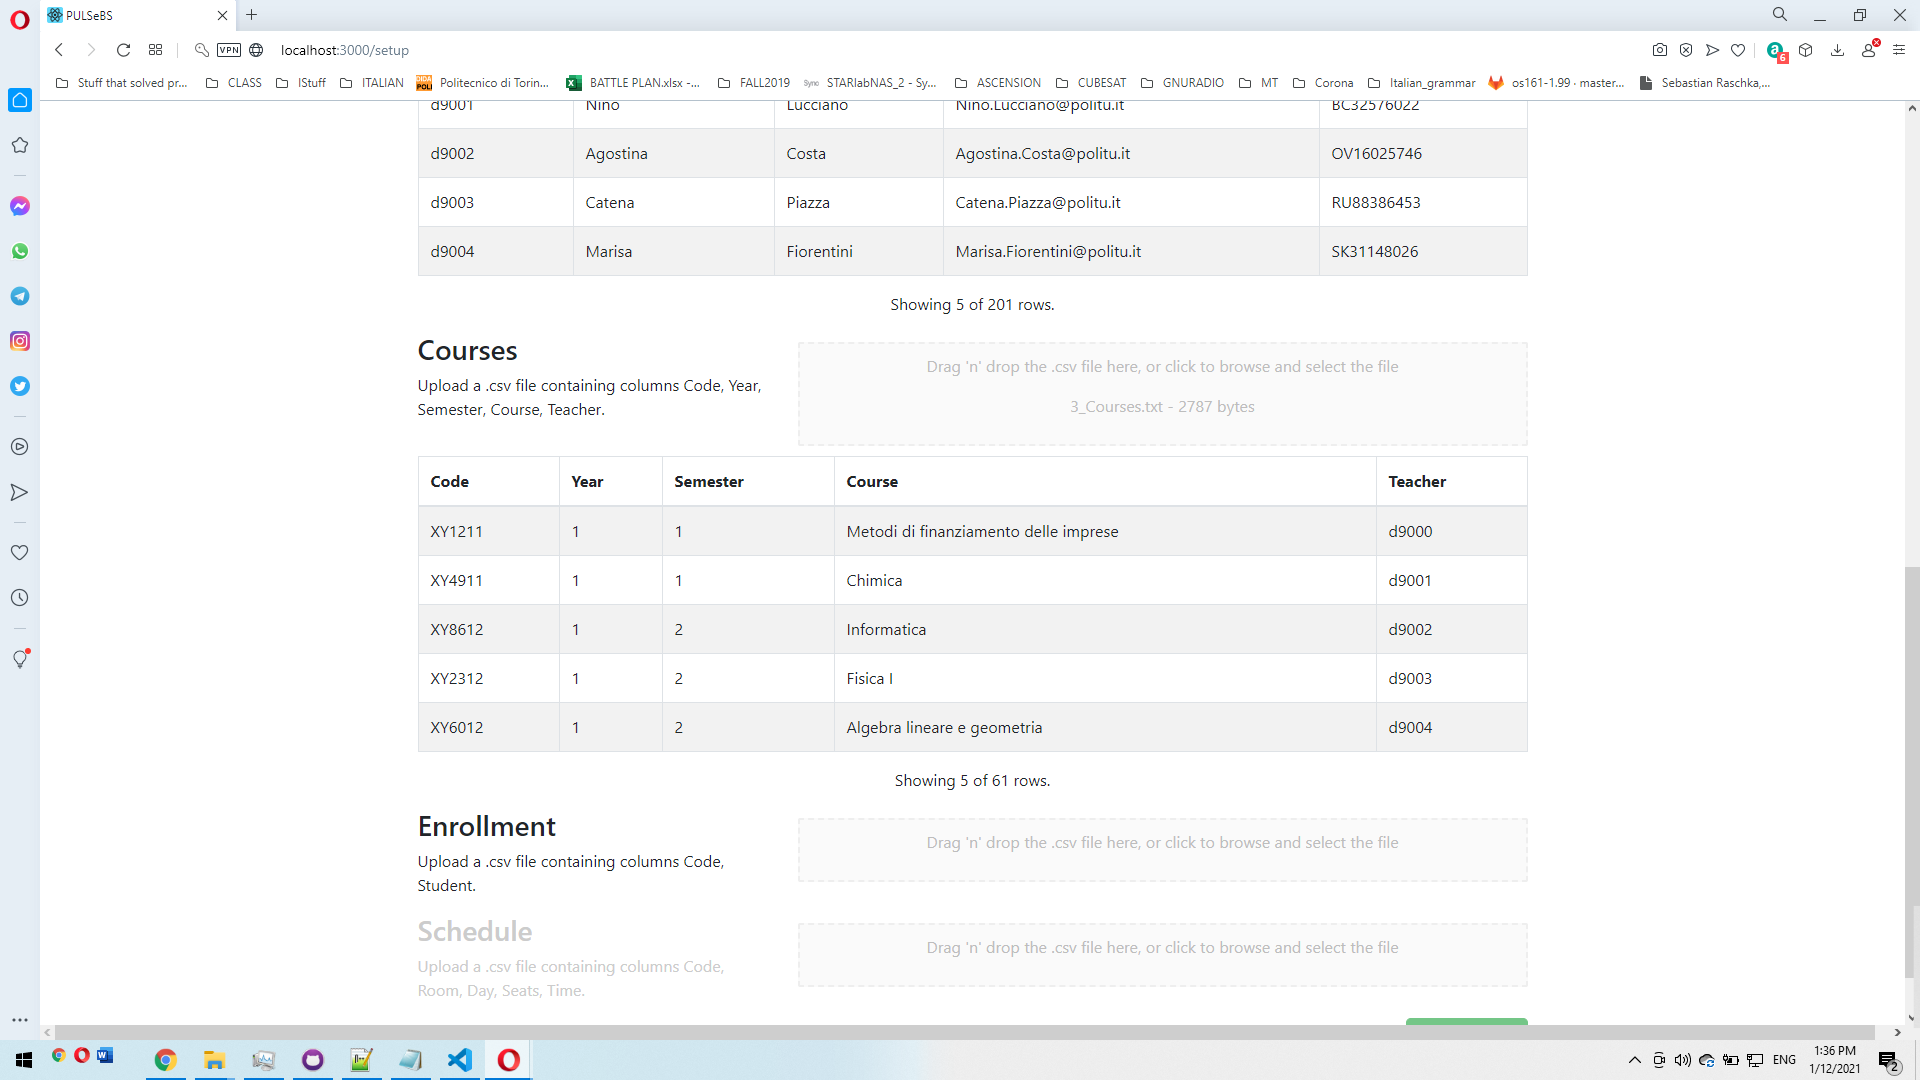 PULSeBS
VPN
localhost:3000/setup
6
Stuff that solved pr...
CLASS
IStuff
ITALIAN
DIDA POLI
Politecnico di Torin...
BATTLE PLAN.xlsx -...
FALL2019
Sync
STARlabNAS_2 - Sy...
ASCENSION
CUBESAT
GNURADIO
MT
Corona
Italian_grammar
os161-1.99 · master...
Sebastian Raschka,...
d9001 Nino Lucciano Nino.Lucciano@politu.it BC32576022
d9002 Agostina Costa Agostina.Costa@politu.it OV16025746
d9003 Catena Piazza Catena.Piazza@politu.it RU88386453
d9004 Marisa Fiorentini Marisa.Fiorentini@politu.it SK31148026
Showing 5 of 201 rows.
Courses
Upload a .csv file containing columns Code, Year,
Semester, Course, Teacher.
Drag 'n' drop the .csv file here, or click to browse and select the file
3_Courses.txt - 2787 bytes
Code Year Semester Course Teacher
XY1211 1 1 Metodi di finanziamento delle imprese d9000
XY4911 1 1 Chimica d9001
XY8612 1 2 Informatica d9002
XY2312 1 2 Fisica I d9003
XY6012 1 2 Algebra lineare e geometria d9004
Showing 5 of 61 rows.
Enrollment
Upload a .csv file containing columns Code,
Student.
Drag 'n' drop the .csv file here, or click to browse and select the file
Schedule
Upload a .csv file containing columns Code,
Room, Day, Seats, Time.
Drag 'n' drop the .csv file here, or click to browse and select the file
ENG
1:36 PM
1/12/2021
2